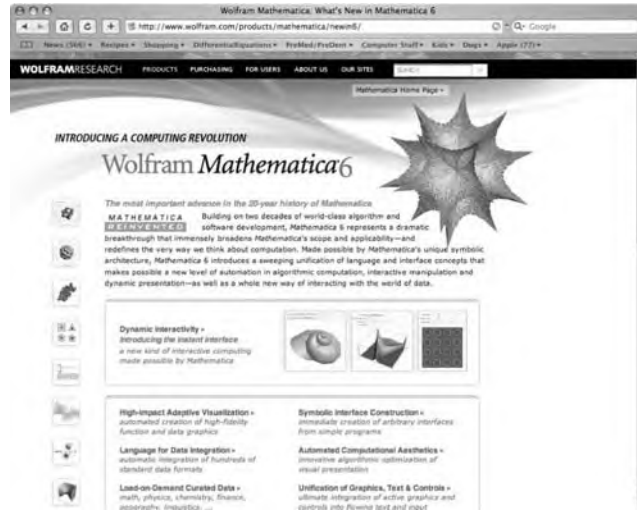 Wolfram Mathematica: What's New in Mathematica 6
http://www.wolfram.com/products/mathematica/newin6/
Q- Google
News (566) Recipes Shopping DifferentialEquations PreMed/PreDent Computer Stuff Kids Dogs Apple (77)
WOLFRAMRESEARCH PRODUCTS PURCHASING FOR USERS ABOUT US OUR SITES SEARCH
Mathematica Home Page »
INTRODUCING A COMPUTING REVOLUTION
Wolfram Mathematica 6
The most important advance in the 20-year history of Mathematica
MATHEMATICA
REINVENTED
Building on two decades of world-class algorithm and
software development, Mathematica 6 represents a dramatic
breakthrough that immensely broadens Mathematica's scope and applicability—and
redefines the very way we think about computation. Made possible by Mathematica's unique symbolic
architecture, Mathematica 6 introduces a sweeping unification of language and interface concepts that
makes possible a new level of automation in algorithmic computation, interactive manipulation and
dynamic presentation—as well as a whole new way of interacting with the world of data.
Dynamic Interactivity »
Introducing the instant interface
a new kind of interactive computing
made possible by Mathematica
High-Impact Adaptive Visualization »
automated creation of high-fidelity
function and data graphics
Language for Data Integration »
automatic integration of hundreds of
standard data formats
Load-on-Demand Curated Data »
math, physics, chemistry, finance,
geography, linguistics, ...
Symbolic Interface Construction »
immediate creation of arbitrary interfaces
from simple programs
Automated Computational Aesthetics »
innovative algorithmic optimization of
visual presentation
Unification of Graphics, Text & Controls »
ultimate integration of active graphics and
controls into flowing text and input